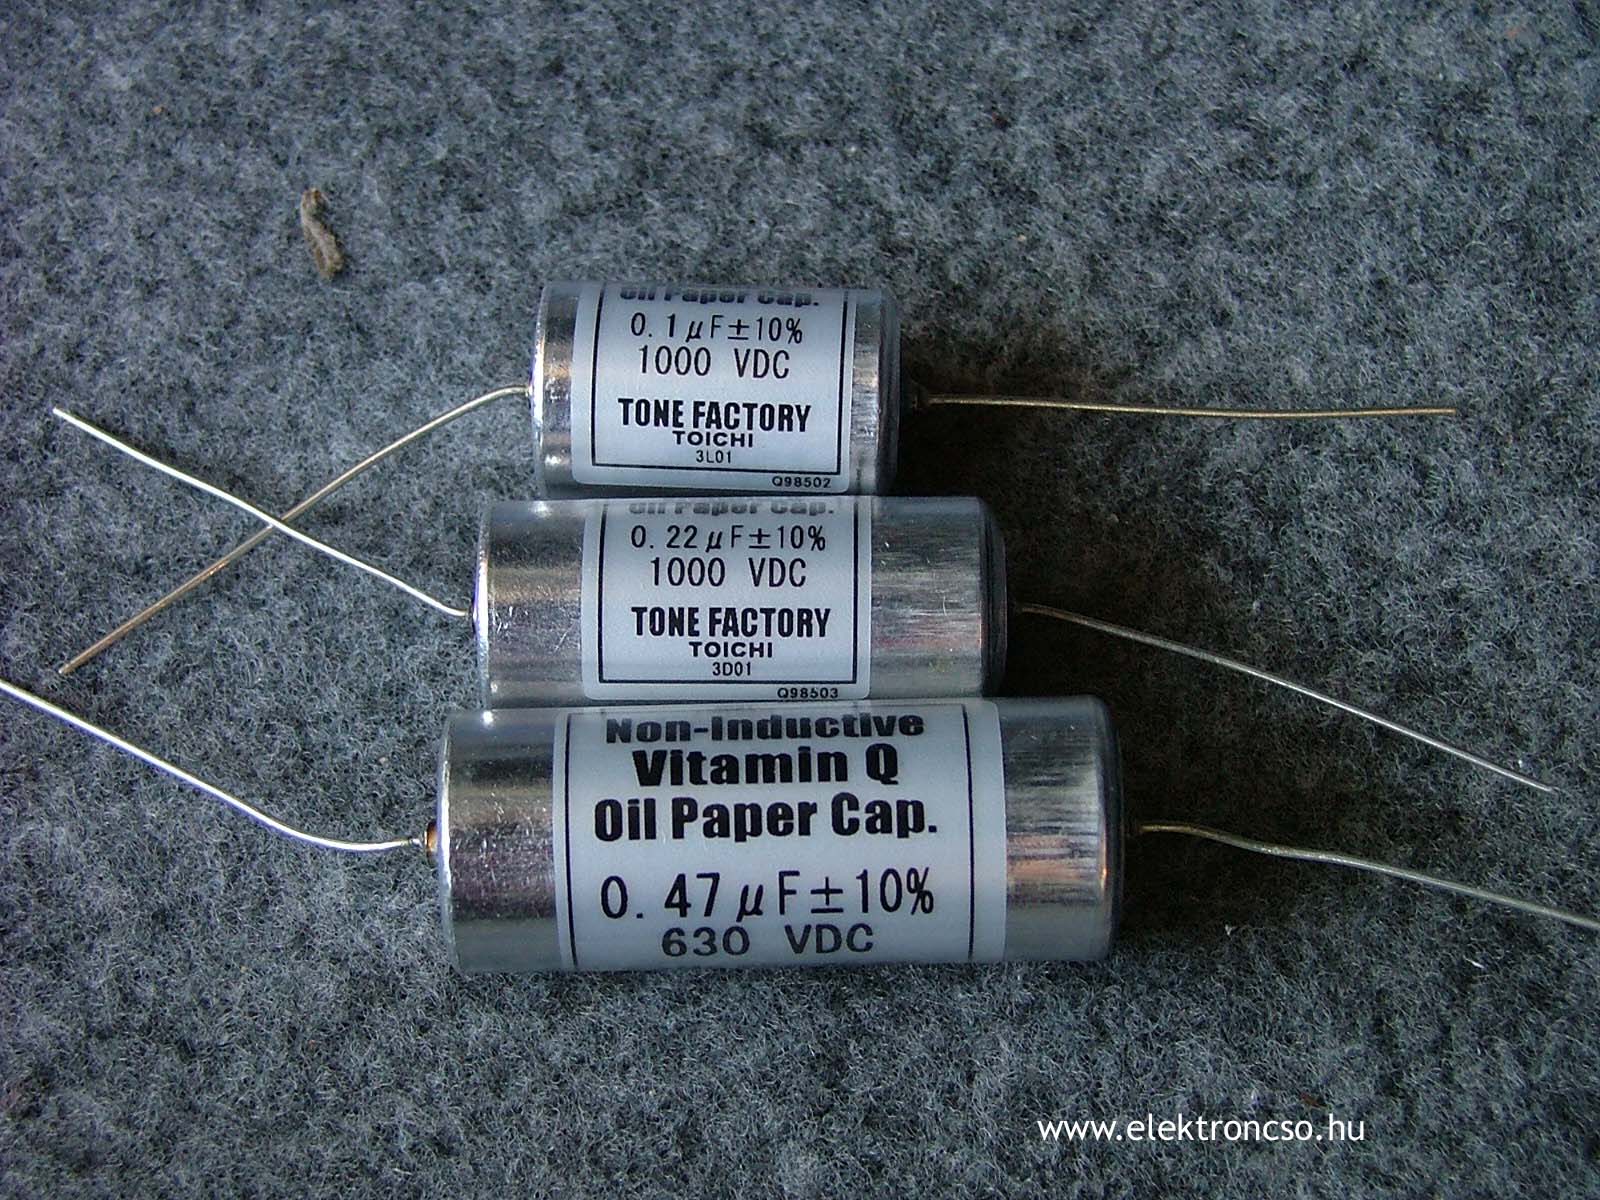 Oil Paper Cap.
0.1μF±10%
1000 VDC
TONE FACTORY
TOICHI
3L01
Q98502
Oil Paper Cap.
0.22μF±10%
1000 VDC
TONE FACTORY
TOICHI
3D01
Q98503
Non-Inductive
Vitamin Q
Oil Paper Cap.
0.47μF±10%
630 VDC
www.elektroncso.hu